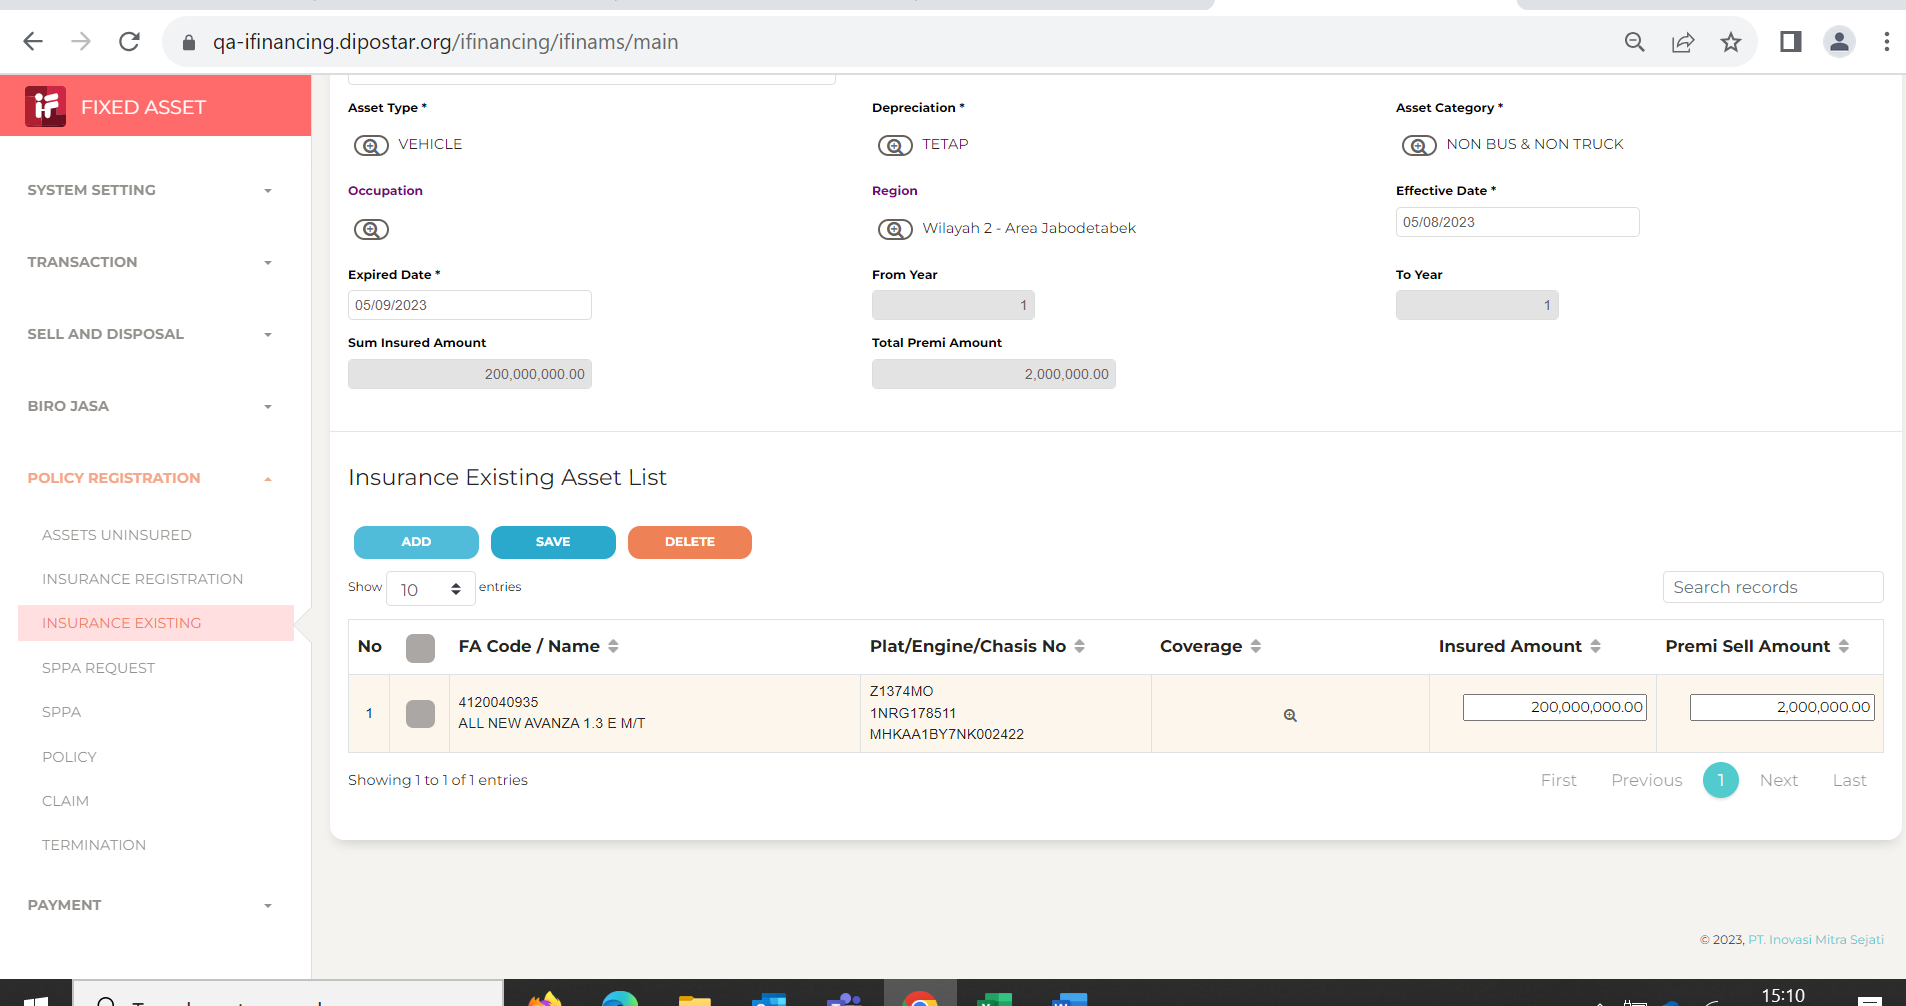 qa-ifinancing.dipostar.org/ifinancing/ifinams/main
iF FIXED ASSET
SYSTEM SETTING
TRANSACTION
SELL AND DISPOSAL
BIRO JASA
POLICY REGISTRATION
ASSETS UNINSURED
INSURANCE REGISTRATION
INSURANCE EXISTING
SPPA REQUEST
SPPA
POLICY
CLAIM
TERMINATION
PAYMENT
Asset Type * Depreciation * Asset Category *
VEHICLE TETAP NON BUS & NON TRUCK
Occupation Region Effective Date *
Wilayah 2 - Area Jabodetabek 05/08/2023
Expired Date * From Year To Year
05/09/2023 1 1
Sum Insured Amount Total Premi Amount
200,000,000.00 2,000,000.00
Insurance Existing Asset List
ADD SAVE DELETE
Show 10 entries Search records
No FA Code / Name Plat/Engine/Chasis No Coverage Insured Amount Premi Sell Amount
1 4120040935 Z1374MO 200,000,000.00 2,000,000.00
ALL NEW AVANZA 1.3 E M/T 1NRG178511
MHKAA1BY7NK002422
Showing 1 to 1 of 1 entries First Previous 1 Next Last
© 2023, PT. Inovasi Mitra Sejati
15:10